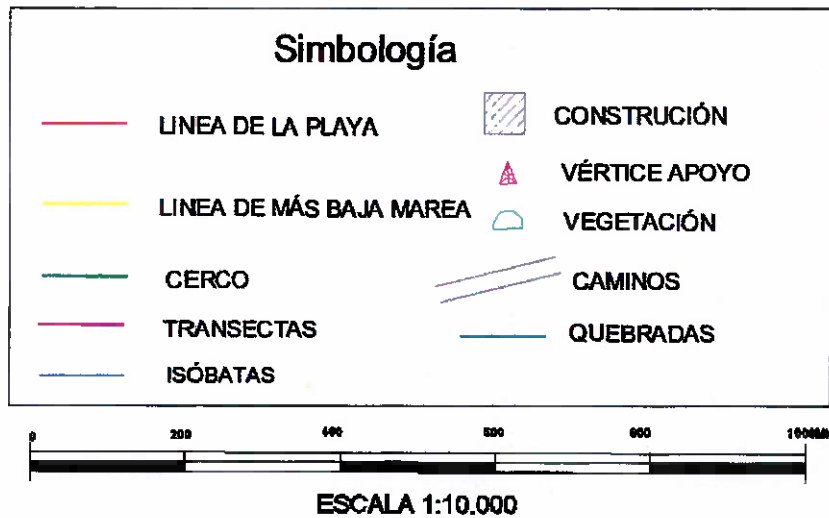 Simbología
LINEA DE LA PLAYA
LINEA DE MÁS BAJA MAREA
CERCO
TRANSECTAS
ISÓBATAS
CONSTRUCIÓN
VÉRTICE APOYO
VEGETACIÓN
CAMINOS
QUEBRADAS
0 200 400 600 800
ESCALA 1:10.000